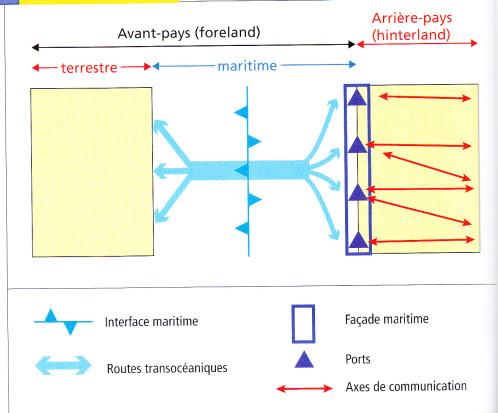 Avant-pays (foreland)
Arrière-pays
(hinterland)
terrestre
maritime
Interface maritime
Façade maritime
Routes transocéaniques
Ports
Axes de communication